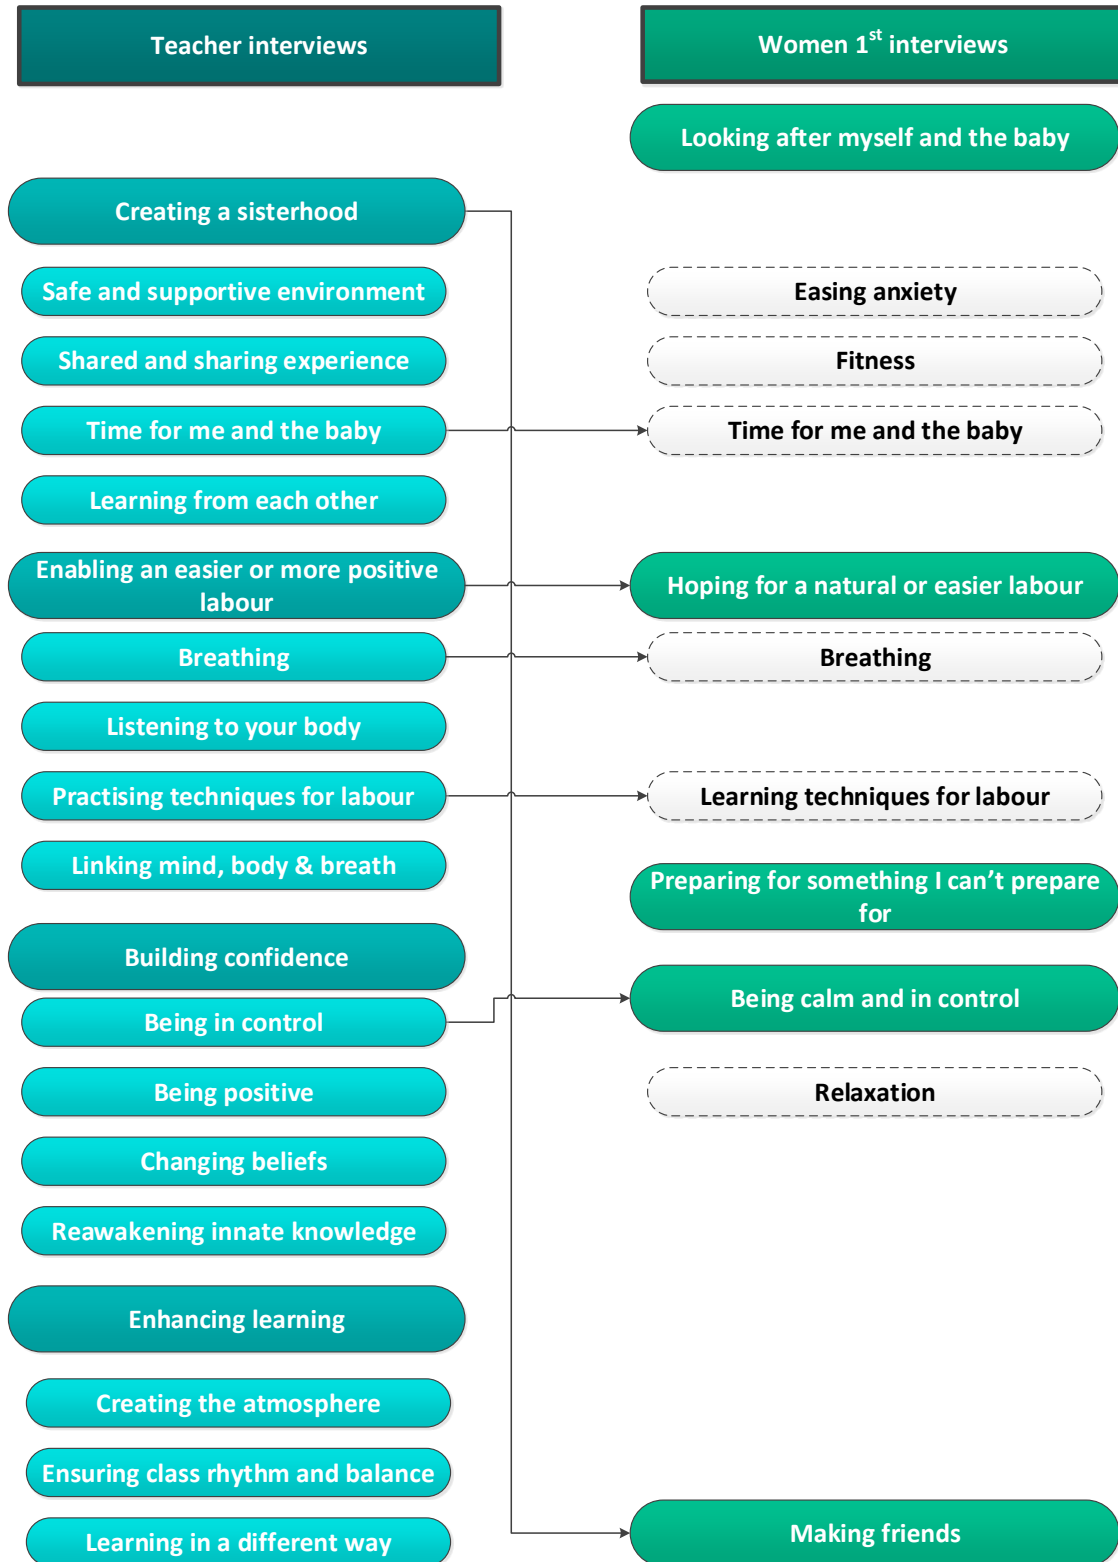 Teacher interviews
Women 1st interviews
Looking after myself and the baby
Creating a sisterhood
Safe and supportive environment
Easing anxiety
Shared and sharing experience
Fitness
Time for me and the baby
Time for me and the baby
Learning from each other
Enabling an easier or more positive
labour
Hoping for a natural or easier labour
Breathing
Breathing
Listening to your body
Practising techniques for labour
Learning techniques for labour
Linking mind, body & breath
Preparing for something I can't prepare
for
Building confidence
Being calm and in control
Being in control
Being positive
Relaxation
Changing beliefs
Reawakening innate knowledge
Enhancing learning
Creating the atmosphere
Ensuring class rhythm and balance
Learning in a different way
Making friends